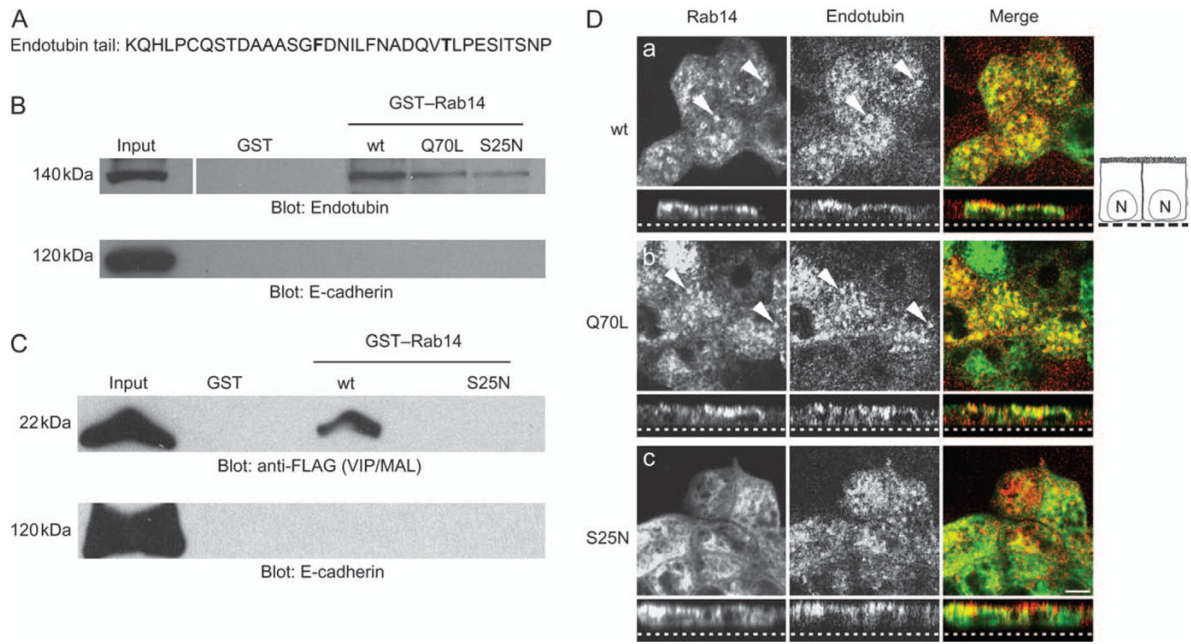 A
Endotubin tail: KQHLPCQSTDAAASGFDNILFNADQVTLPESITSNP
B
GST–Rab14
Input GST wt Q70L S25N
140 kDa
Blot: Endotubin
120 kDa
Blot: E-cadherin
C
GST–Rab14
Input GST wt S25N
22 kDa
Blot: anti-FLAG (VIP/MAL)
120 kDa
Blot: E-cadherin
D
Rab14 Endotubin Merge
a
wt
N N
b
Q70L
c
S25N